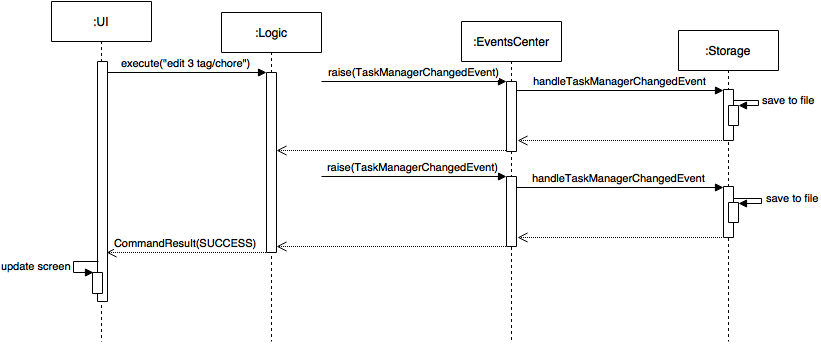 :UI
:Logic
:EventsCenter
:Storage
execute("edit 3 tag/chore")
raise(TaskManagerChangedEvent)
handleTaskManagerChangedEvent
save to file
raise(TaskManagerChangedEvent)
handleTaskManagerChangedEvent
save to file
CommandResult(SUCCESS)
update screen